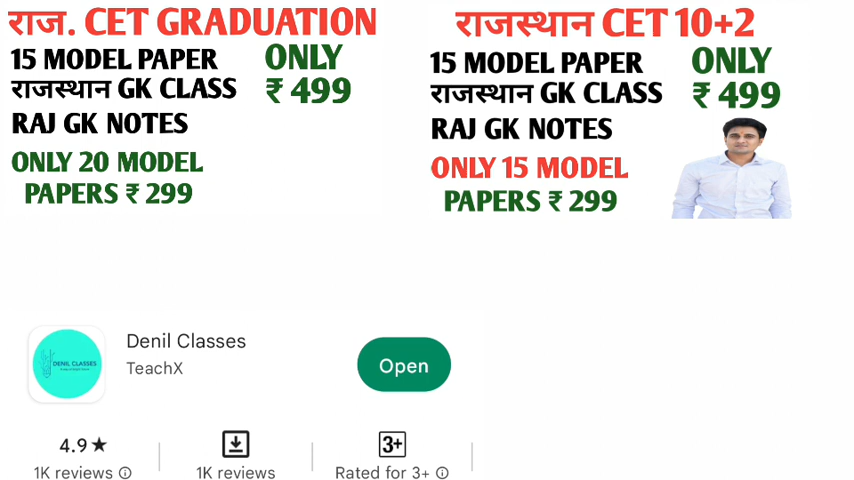 राज. CET GRADUATION
15 MODEL PAPER
ONLY
राजस्थान GK CLASS
₹ 499
RAJ GK NOTES
ONLY 20 MODEL
PAPERS ₹ 299
राजस्थान CET 10+2
15 MODEL PAPER
ONLY
राजस्थान GK CLASS
₹ 499
RAJ GK NOTES
ONLY 15 MODEL
PAPERS ₹ 299
Denil Classes
TeachX
Open
DENIL CLASSES
4.9★
1K reviews
1K reviews
3+
Rated for 3+